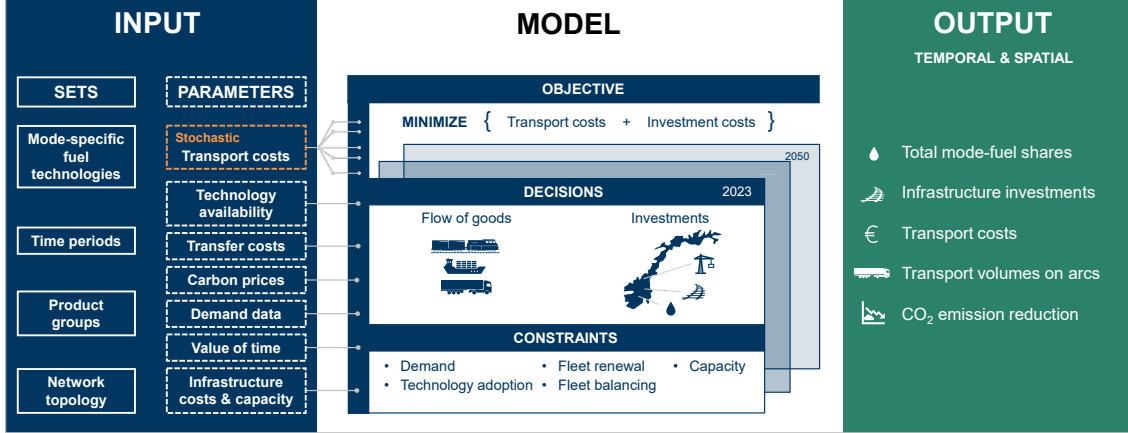 INPUT
SETS
Mode-specific
fuel
technologies
Time periods
Product
groups
Network
topology
PARAMETERS
Stochastic
Transport costs
Technology
availability
Transfer costs
Carbon prices
Demand data
Value of time
Infrastructure
costs & capacity
MODEL
OBJECTIVE
MINIMIZE { Transport costs + Investment costs }
2050
DECISIONS 2023
Flow of goods
Investments
CONSTRAINTS
• Demand • Fleet renewal • Capacity
• Technology adoption • Fleet balancing
OUTPUT
TEMPORAL & SPATIAL
Total mode-fuel shares
Infrastructure investments
€ Transport costs
Transport volumes on arcs
CO₂ emission reduction